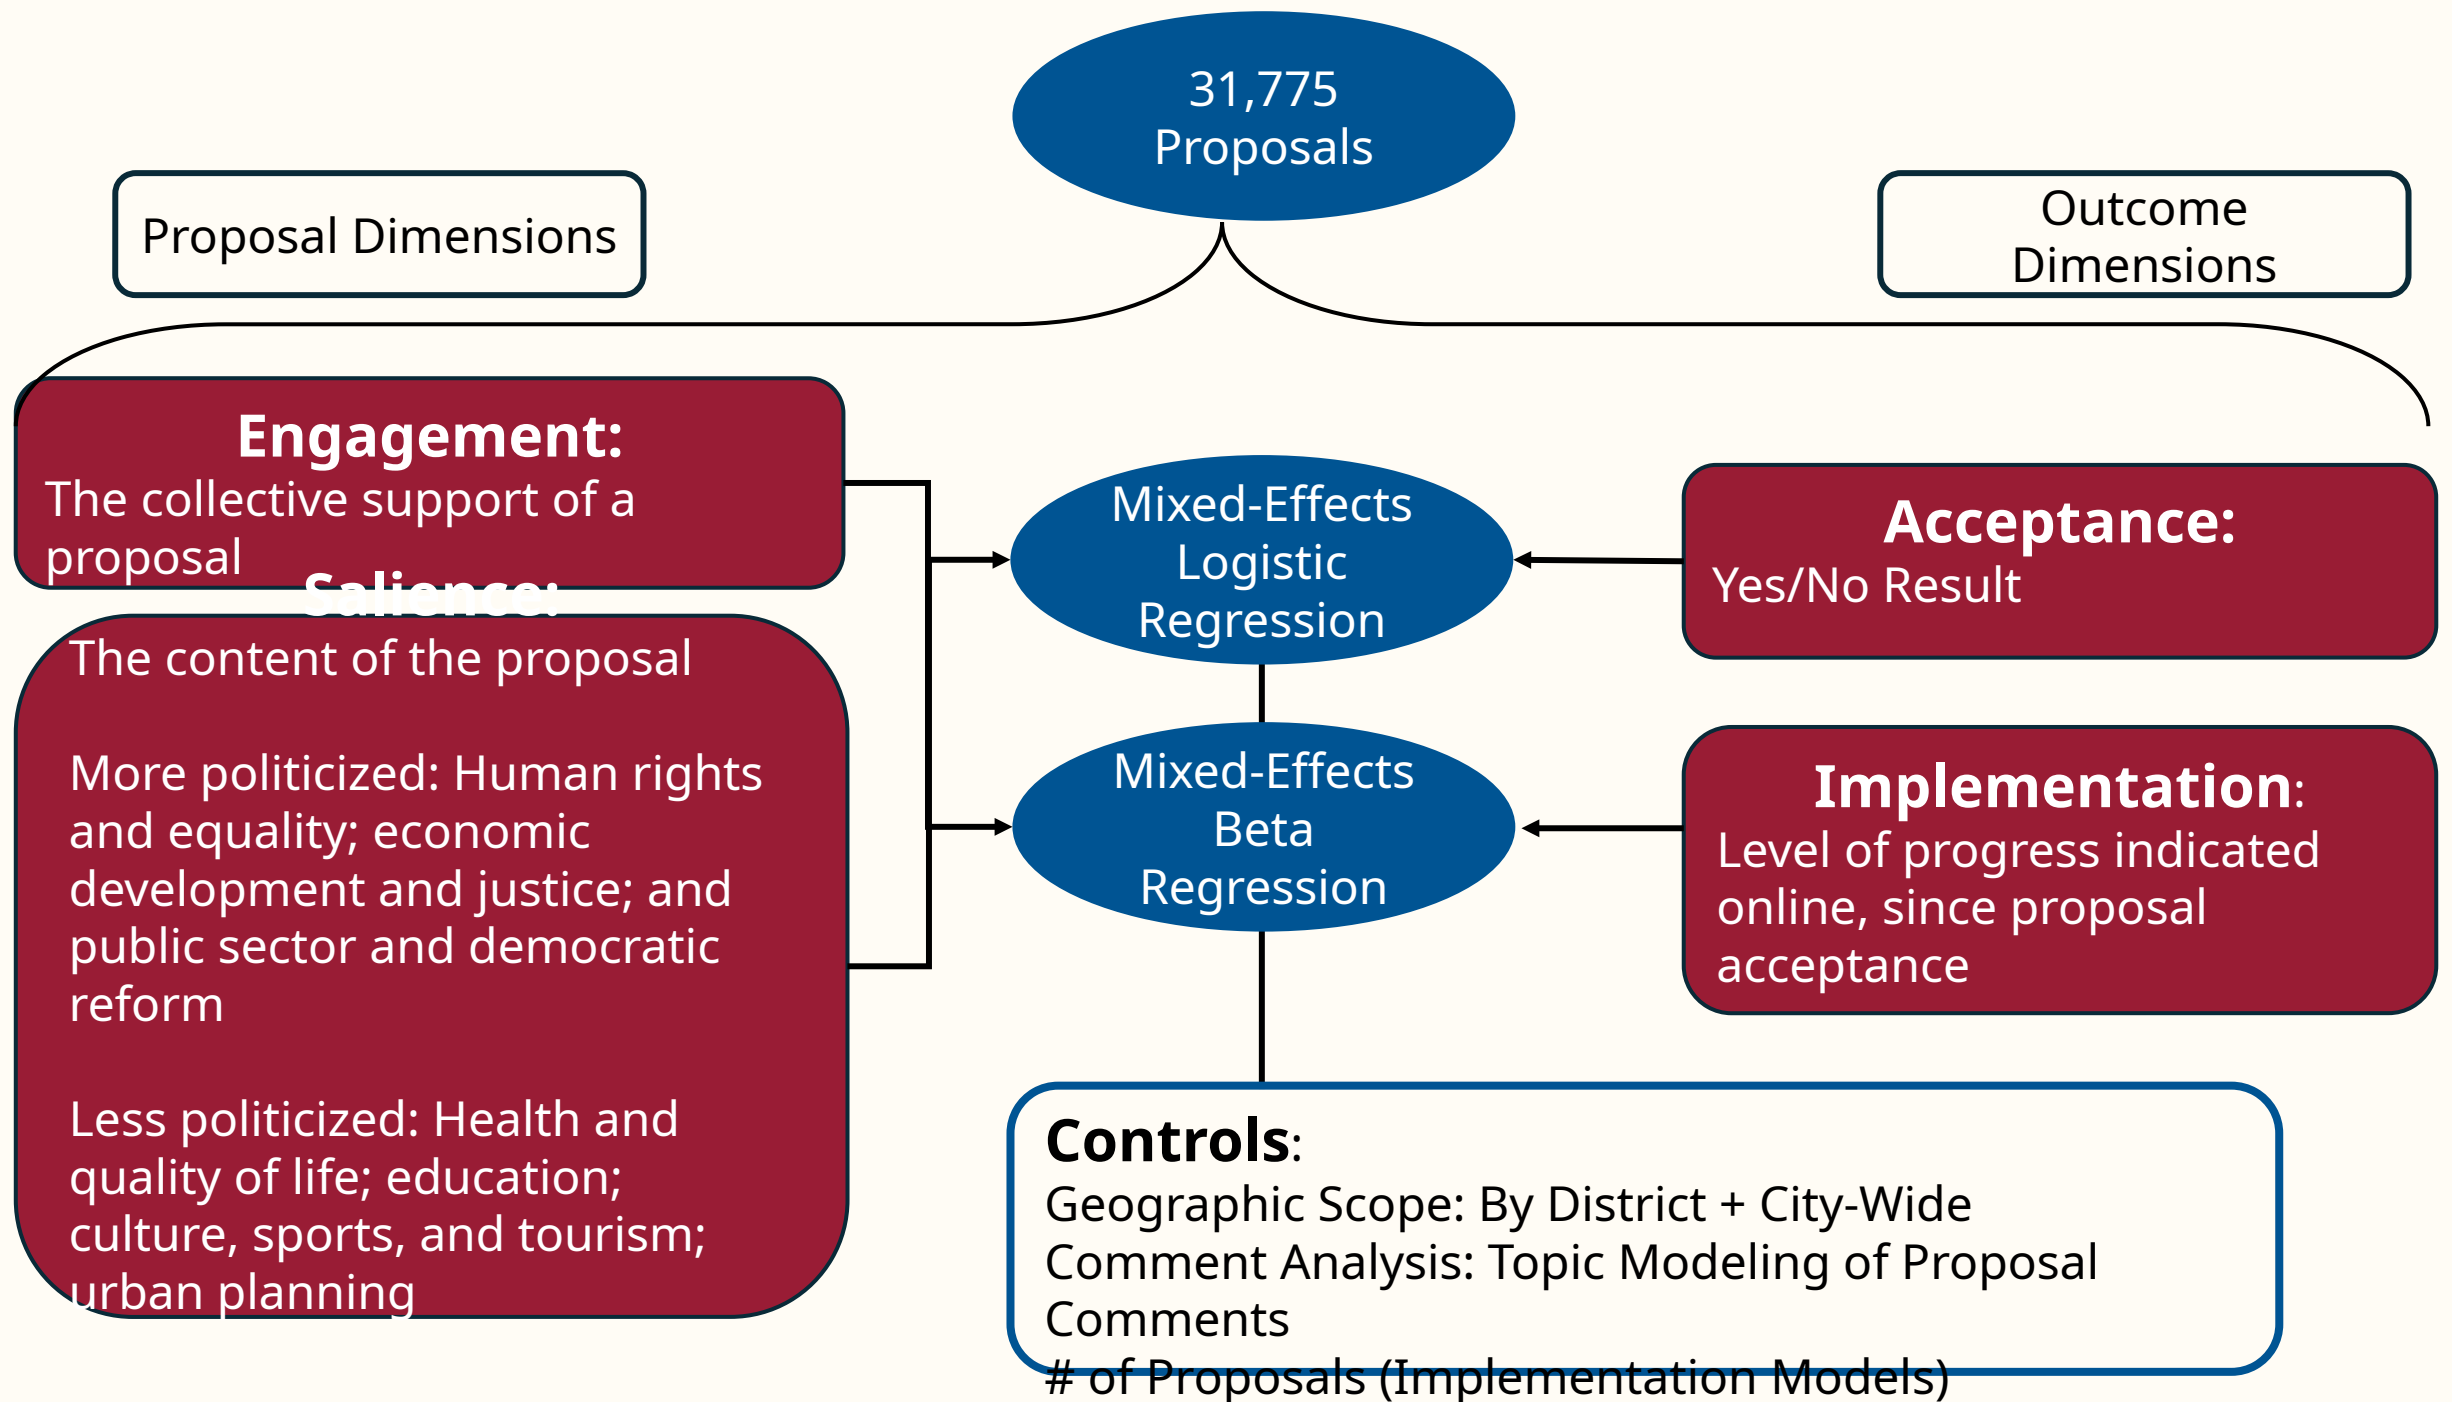 31,775
Proposals
Proposal Dimensions
Outcome
Dimensions
Engagement:
The collective support of a
proposal
Salience:
The content of the proposal
More politicized: Human rights
and equality; economic
development and justice; and
public sector and democratic
reform
Less politicized: Health and
quality of life; education;
culture, sports, and tourism;
urban planning
Mixed-Effects
Logistic
Regression
Mixed-Effects
Beta
Regression
Acceptance:
Yes/No Result
Implementation:
Level of progress indicated
online, since proposal
acceptance
Controls:
Geographic Scope: By District + City-Wide
Comment Analysis: Topic Modeling of Proposal
Comments
# of Proposals (Implementation Models)